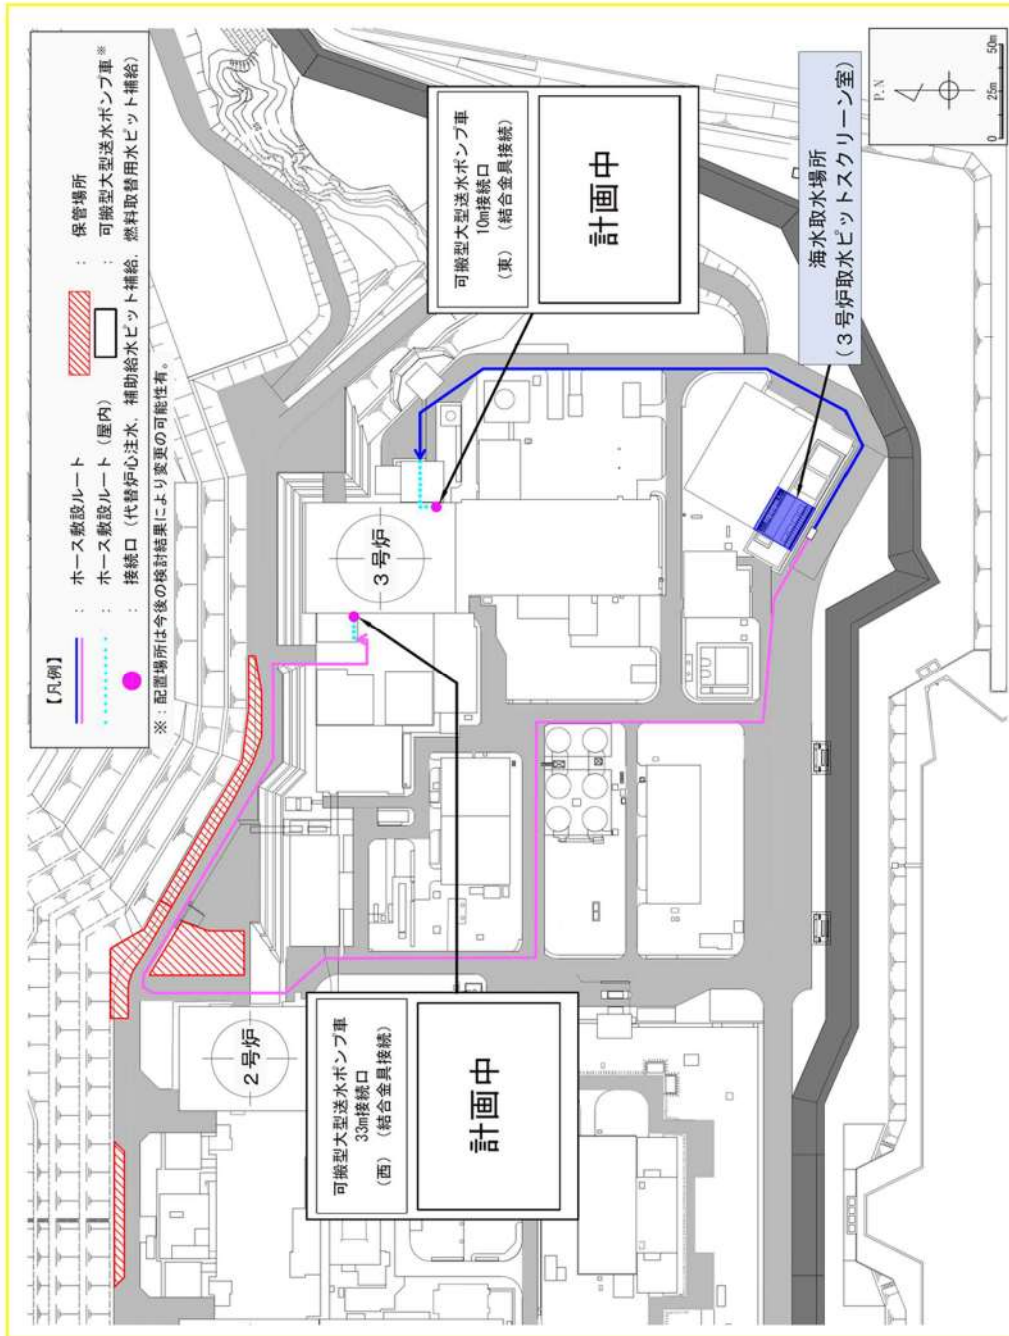 【凡例】
： ホース敷設ルート
： 保管場所
： ホース敷設ルート（屋内）
： 可搬型大型送水ポンプ車※
： 接続口（代替炉心注水，補助給水ピット補給，燃料取替用水ピット補給）
※：配置場所は今後の検討結果により変更の可能性有。
可搬型大型送水ポンプ車
33m接続口
（西）（結合金具接続）
計画中
2号炉
3号炉
可搬型大型送水ポンプ車
10m接続口
（東）（結合金具接続）
計画中
海水取水場所
（3号炉取水ピットスクリーン室）
P.N
0 25m 50m